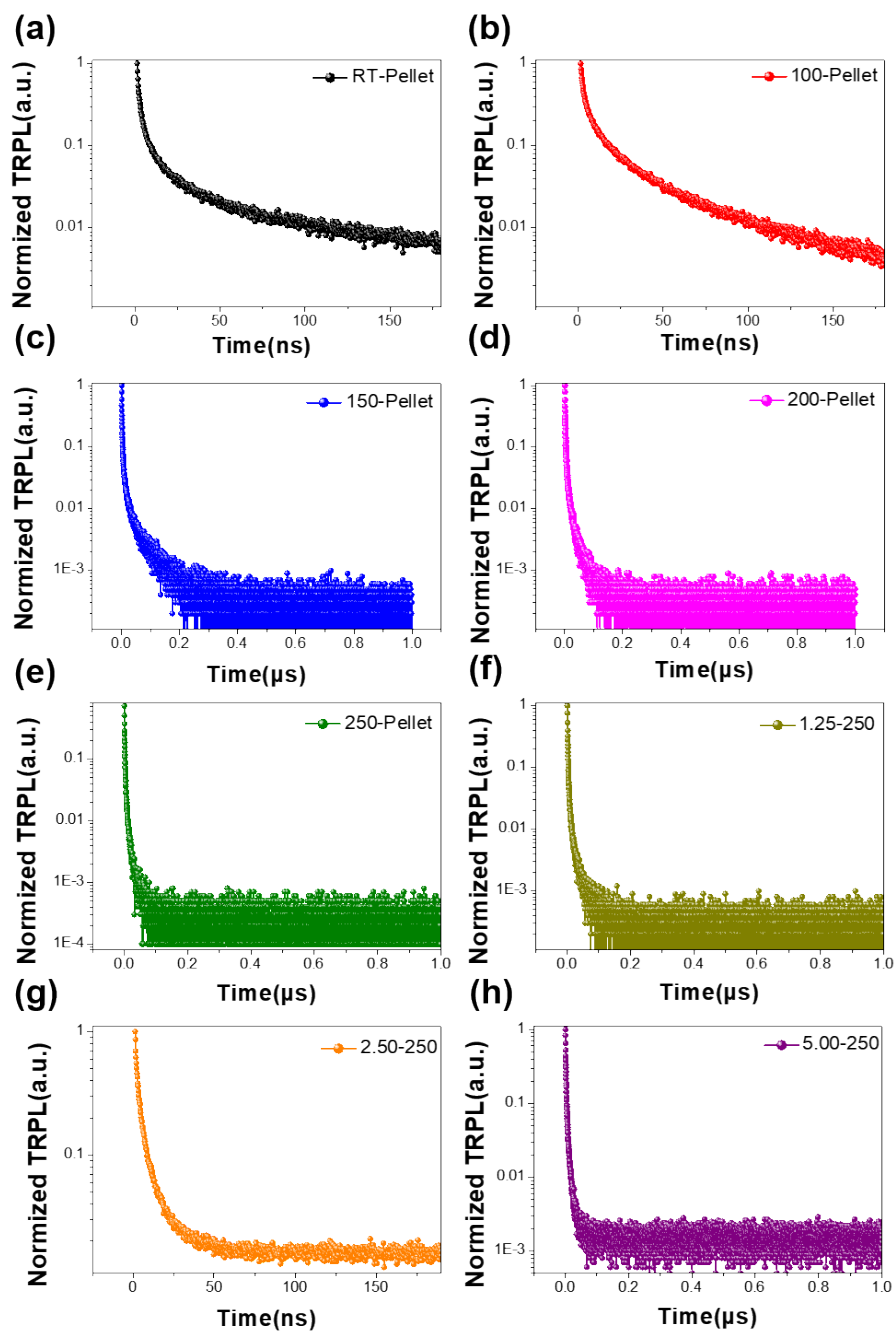 (a)
Normized TRPL(a.u.)
1
0.1
0.01
RT-Pellet
0
50
100
150
Time(ns)
(b)
Normized TRPL(a.u.)
1
0.1
0.01
100-Pellet
0
50
100
150
Time(ns)
(c)
Normized TRPL(a.u.)
1
0.1
0.01
1E-3
150-Pellet
0.0
0.2
0.4
0.6
0.8
1.0
Time(µs)
(d)
Normized TRPL(a.u.)
1
0.1
0.01
1E-3
200-Pellet
0.0
0.2
0.4
0.6
0.8
1.0
Time(µs)
(e)
Normized TRPL(a.u.)
0.1
0.01
1E-3
1E-4
250-Pellet
0.0
0.2
0.4
0.6
0.8
1.0
Time(µs)
(f)
Normized TRPL(a.u.)
1
0.1
0.01
1E-3
1.25-250
0.0
0.2
0.4
0.6
0.8
1.0
Time(µs)
(g)
Normized TRPL(a.u.)
1
0.1
2.50-250
0
50
100
150
Time(ns)
(h)
Normized TRPL(a.u.)
1
0.1
0.01
1E-3
5.00-250
0.0
0.2
0.4
0.6
0.8
1.0
Time(µs)